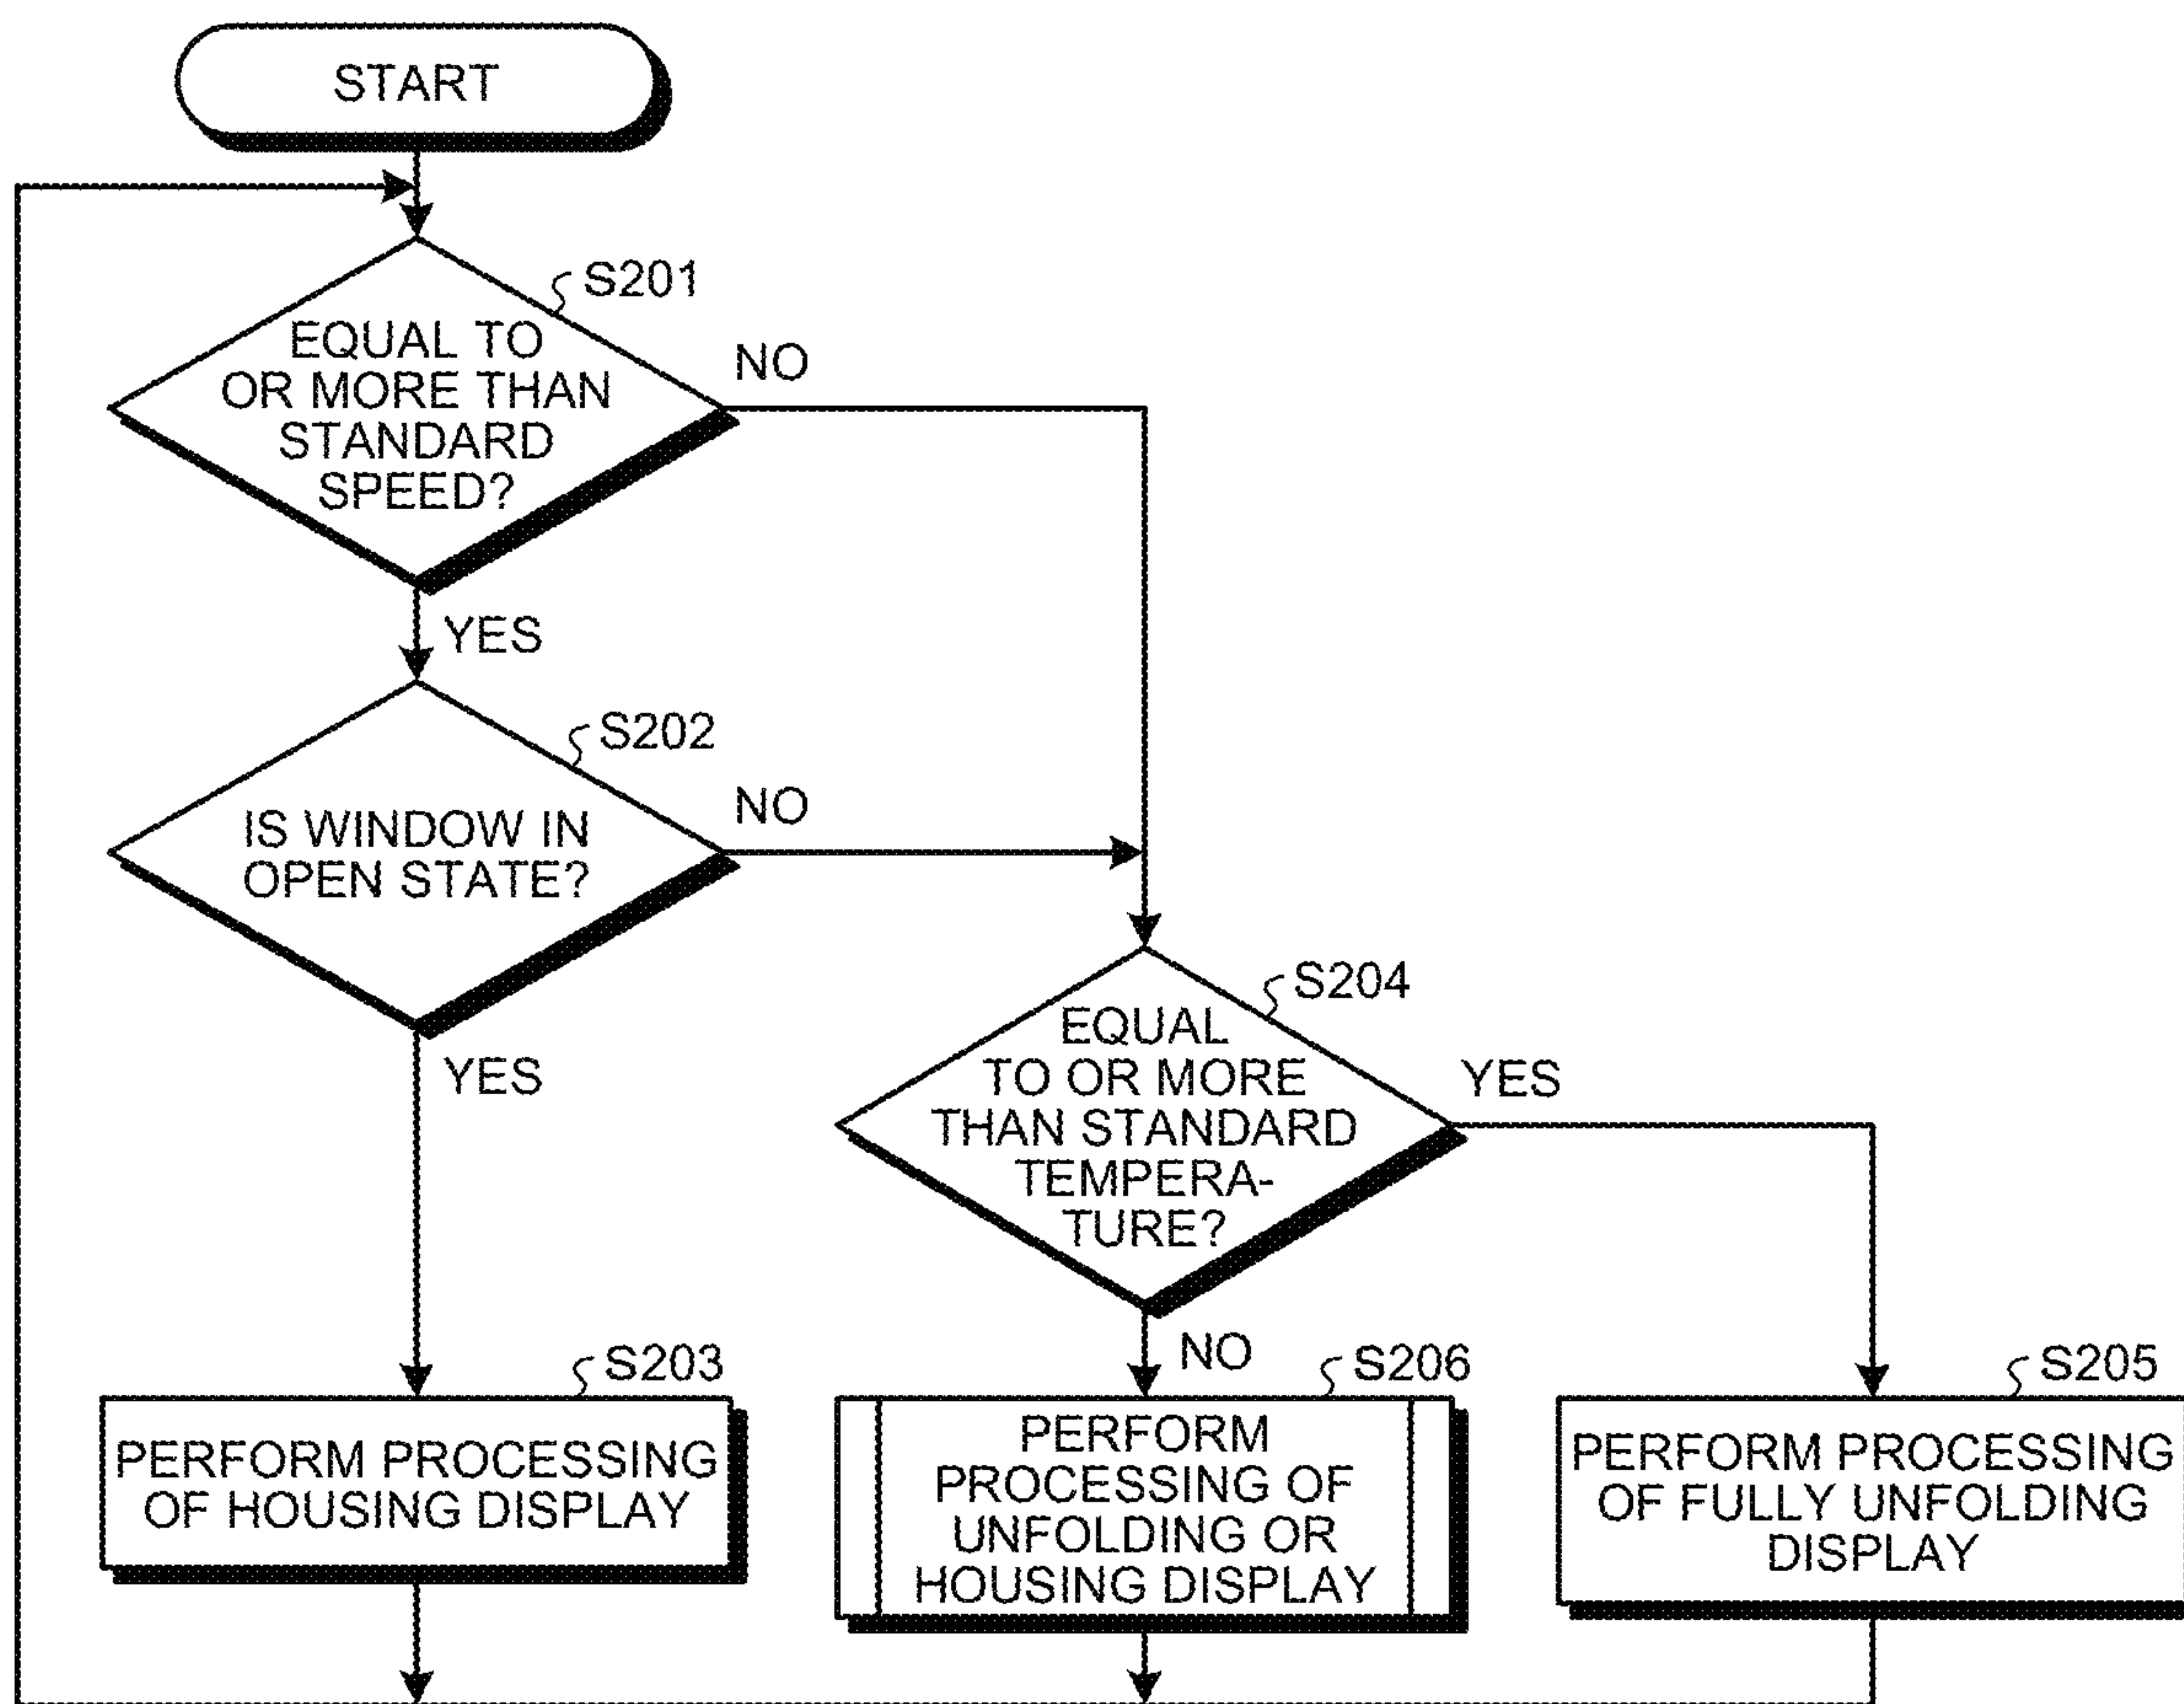 START
S201
EQUAL TO
OR MORE THAN
STANDARD
SPEED?
NO
YES
S202
IS WINDOW IN
OPEN STATE?
NO
YES
S204
EQUAL
TO OR MORE
THAN STANDARD
TEMPERA-
TURE?
YES
NO
S203
PERFORM PROCESSING
OF HOUSING DISPLAY
S206
PERFORM
PROCESSING OF
UNFOLDING OR
HOUSING DISPLAY
S205
PERFORM PROCESSING
OF FULLY UNFOLDING
DISPLAY